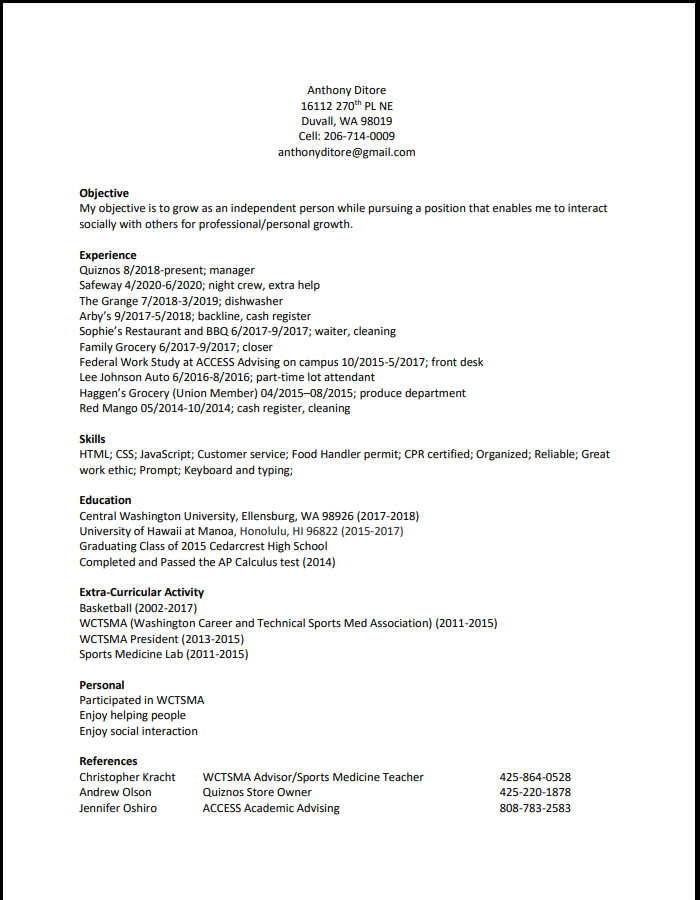 Anthony Ditore
16112 270th PL NE
Duvall, WA 98019
Cell: 206-714-0009
anthonyditore@gmail.com
Objective
My objective is to grow as an independent person while pursuing a position that enables me to interact
socially with others for professional/personal growth.
Experience
Quiznos 8/2018-present; manager
Safeway 4/2020-6/2020; night crew, extra help
The Grange 7/2018-3/2019; dishwasher
Arby’s 9/2017-5/2018; backline, cash register
Sophie’s Restaurant and BBQ 6/2017-9/2017; waiter, cleaning
Family Grocery 6/2017-9/2017; closer
Federal Work Study at ACCESS Advising on campus 10/2015-5/2017; front desk
Lee Johnson Auto 6/2016-8/2016; part-time lot attendant
Haggen’s Grocery (Union Member) 04/2015–08/2015; produce department
Red Mango 05/2014-10/2014; cash register, cleaning
Skills
HTML; CSS; JavaScript; Customer service; Food Handler permit; CPR certified; Organized; Reliable; Great
work ethic; Prompt; Keyboard and typing;
Education
Central Washington University, Ellensburg, WA 98926 (2017-2018)
University of Hawaii at Manoa, Honolulu, HI 96822 (2015-2017)
Graduating Class of 2015 Cedarcrest High School
Completed and Passed the AP Calculus test (2014)
Extra-Curricular Activity
Basketball (2002-2017)
WCTSMA (Washington Career and Technical Sports Med Association) (2011-2015)
WCTSMA President (2013-2015)
Sports Medicine Lab (2011-2015)
Personal
Participated in WCTSMA
Enjoy helping people
Enjoy social interaction
References
Christopher Kracht WCTSMA Advisor/Sports Medicine Teacher 425-864-0528
Andrew Olson Quiznos Store Owner 425-220-1878
Jennifer Oshiro ACCESS Academic Advising 808-783-2583